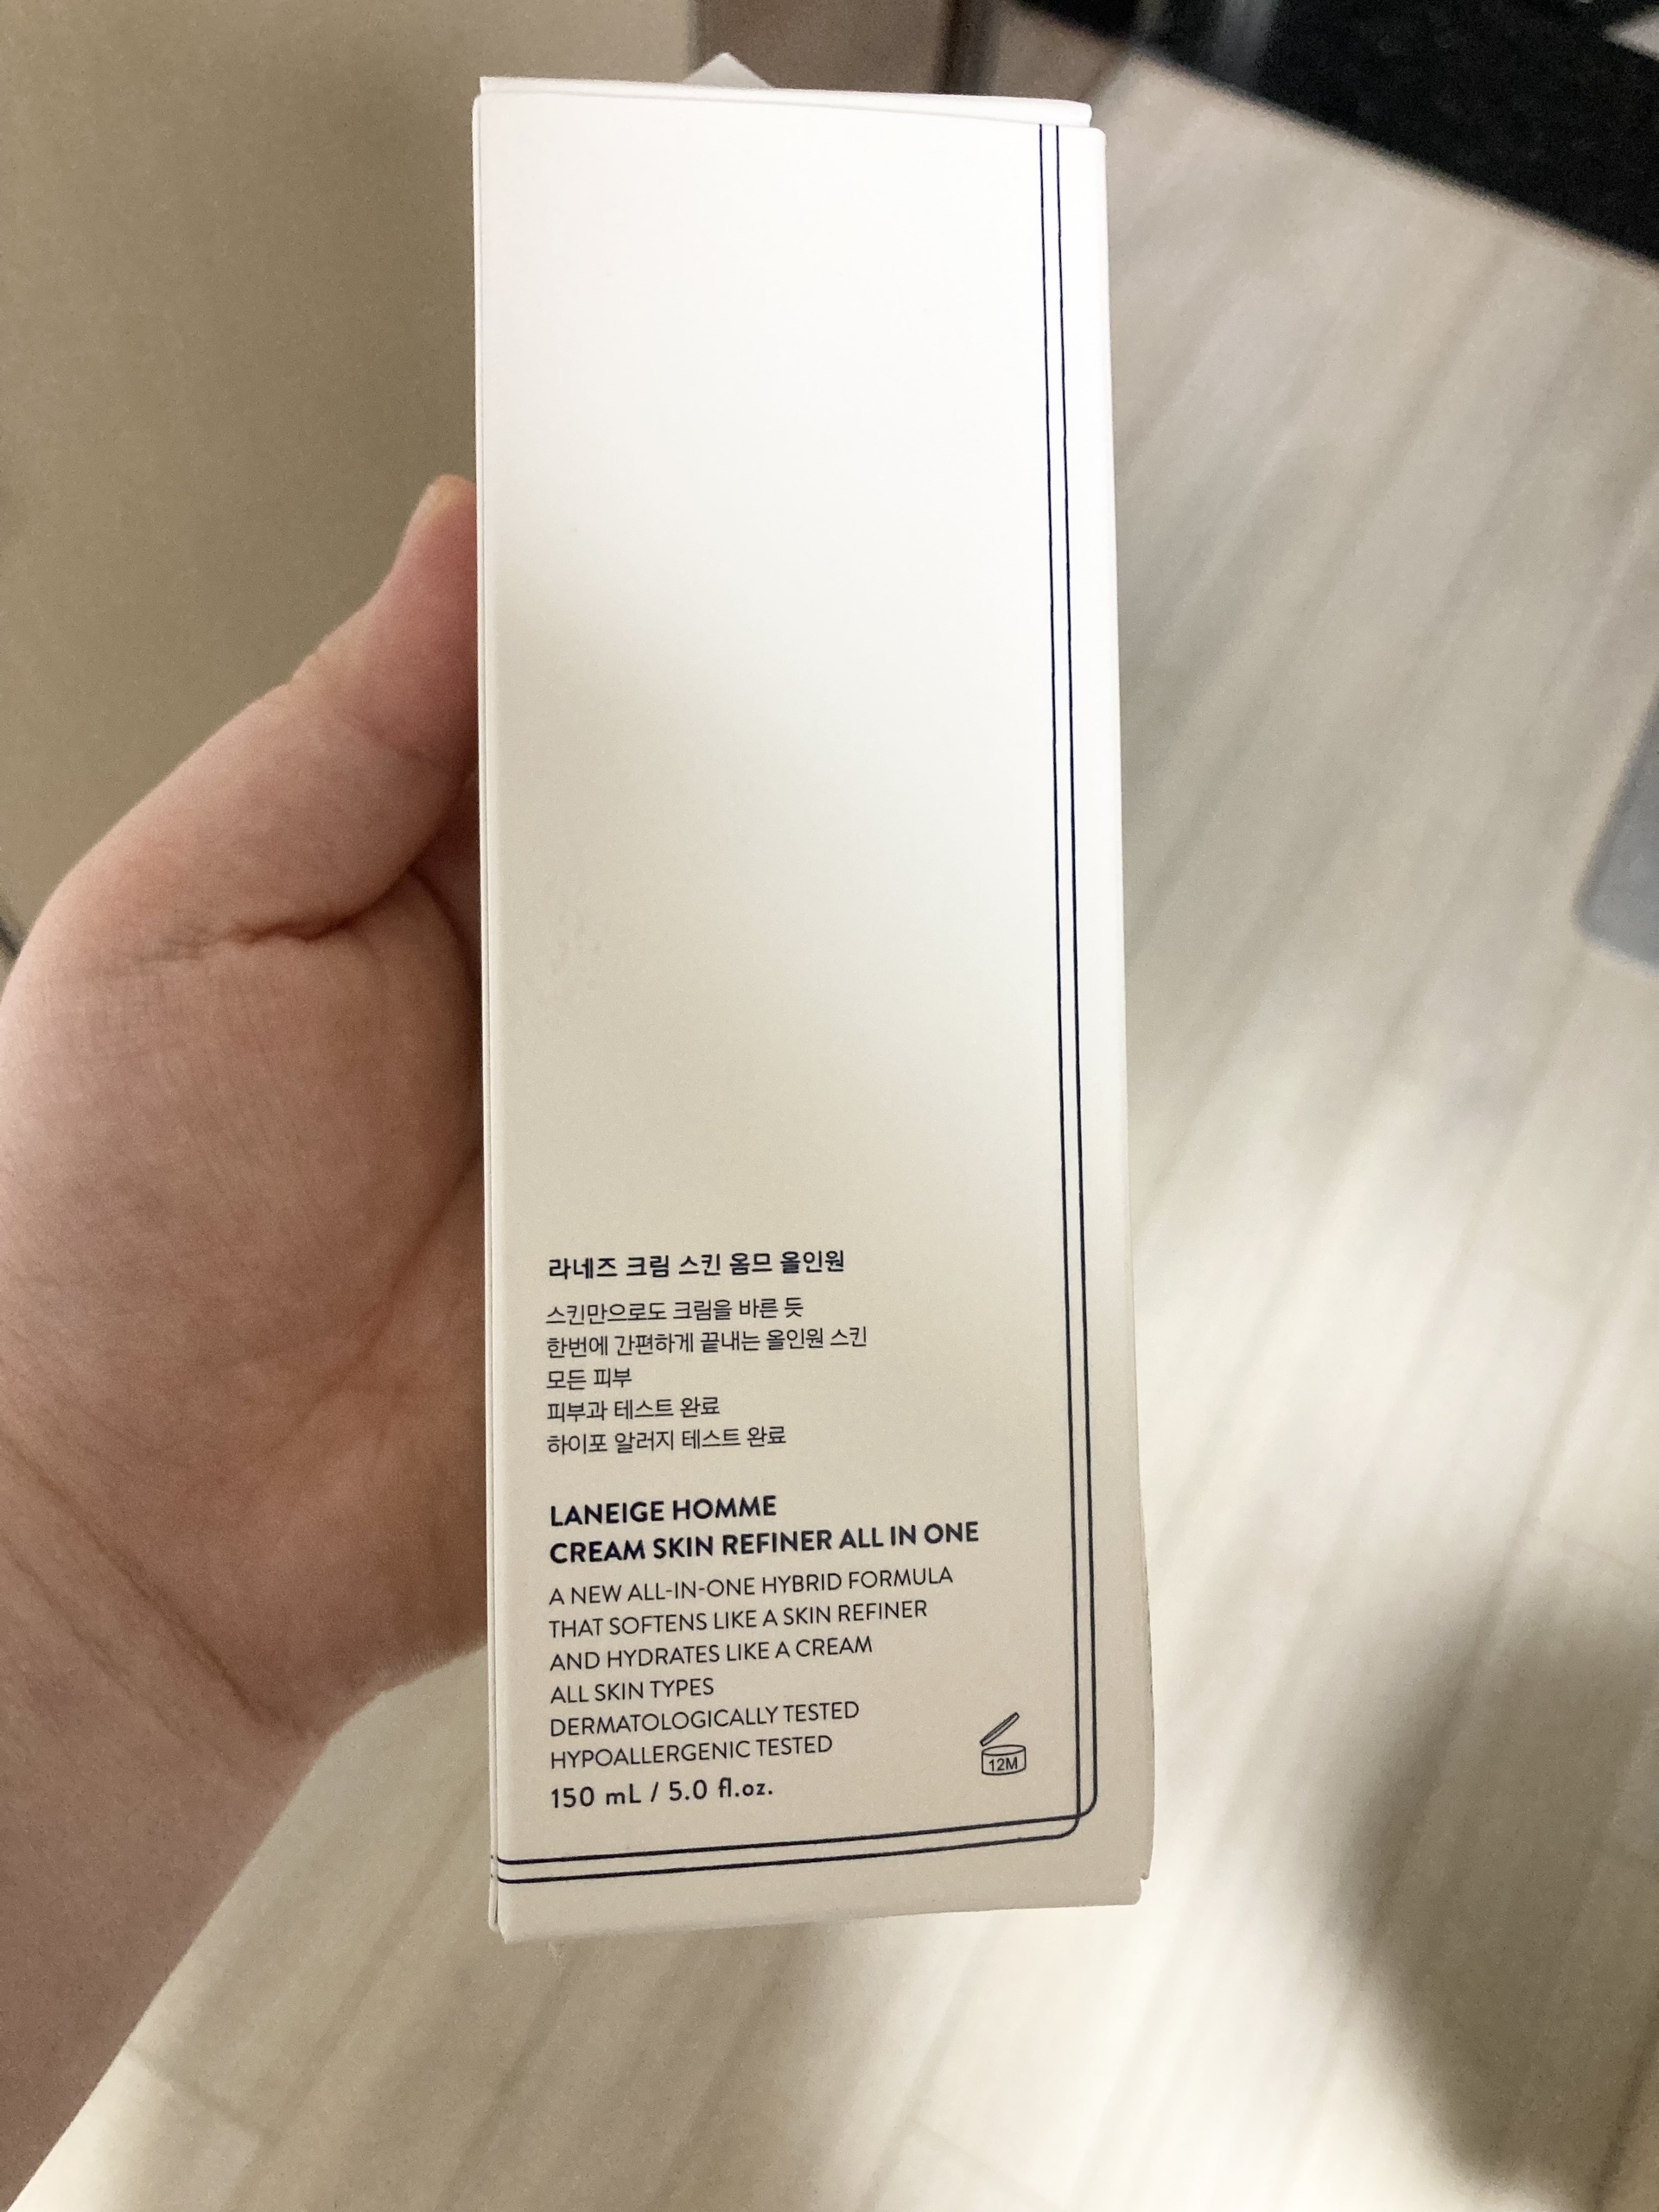 라네즈 크림 스킨 옴므 올인원
스킨만으로도 크림을 바른 듯
한번에 간편하게 끝내는 올인원 스킨
모든 피부
피부과 테스트 완료
하이포 알러지 테스트 완료
LANEIGE HOMME
CREAM SKIN REFINER ALL IN ONE
A NEW ALL-IN-ONE HYBRID FORMULA
THAT SOFTENS LIKE A SKIN REFINER
AND HYDRATES LIKE A CREAM
ALL SKIN TYPES
DERMATOLOGICALLY TESTED
HYPOALLERGENIC TESTED
150 mL / 5.0 fl.oz.
12M